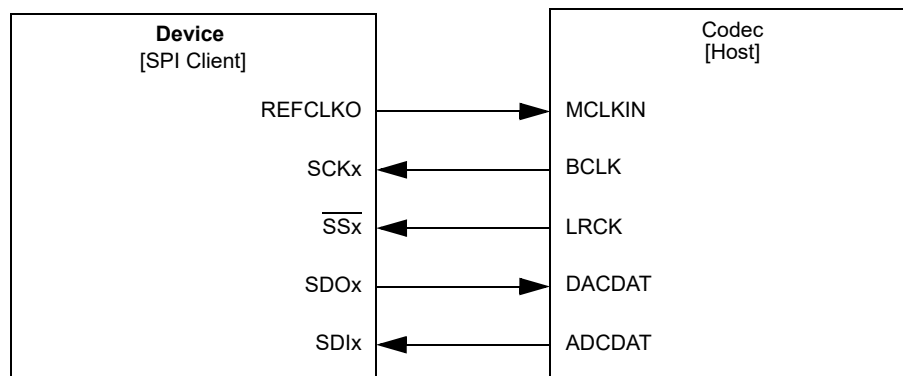 Device
[SPI Client]
Codec
[Host]
REFCLKO
MCLKIN
SCKx
BCLK
SSx
LRCK
SDOx
DACDAT
SDIx
ADCDAT